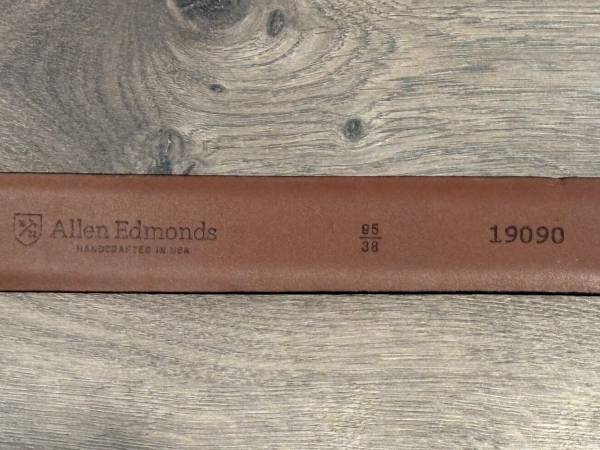 Allen Edmonds
HANDCRAFTED IN USA
95
38
19090